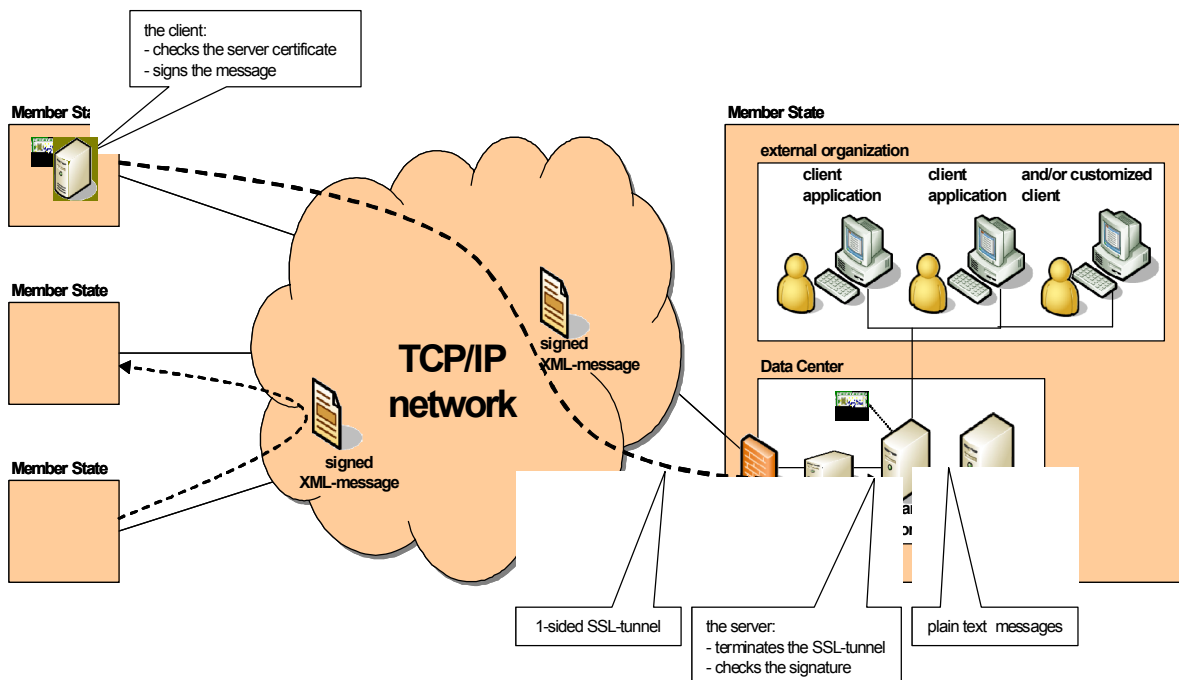 the client:
- checks the server certificate
- signs the message
Member Sta
Member State
external organization
client
application
client
application
and/or customized
client
Member State
signed
XML-message
TCP/IP
network
Data Center
signed
XML-message
Member State
1-sided SSL-tunnel
the server:
- terminates the SSL-tunnel
- checks the signature
plain text messages